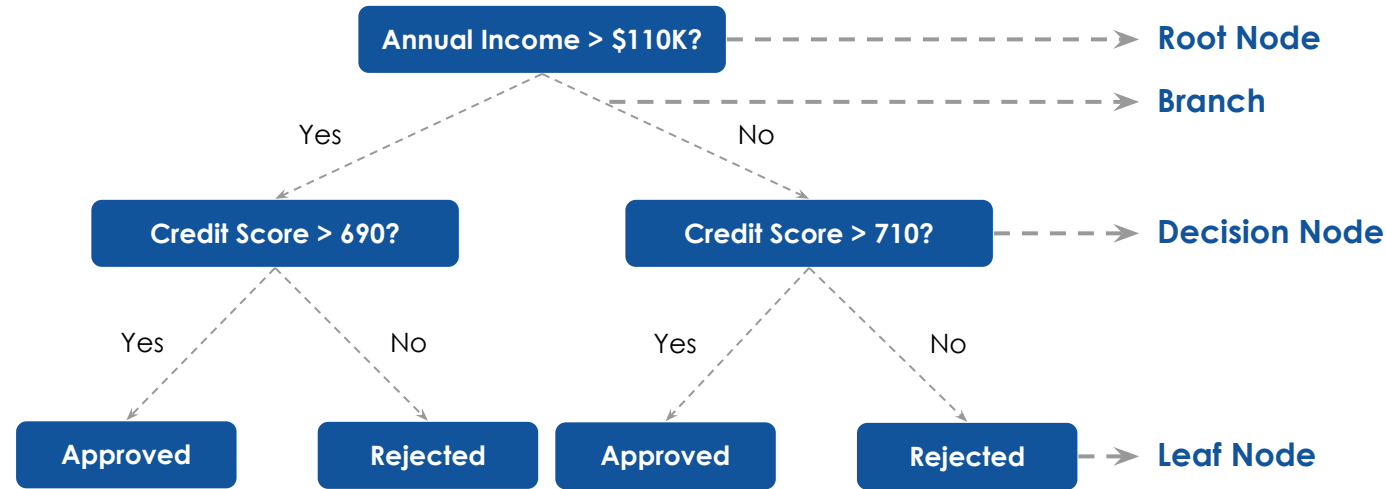 Annual Income > $110K?
Root Node
Branch
Yes
No
Credit Score > 690?
Credit Score > 710?
Decision Node
Yes
No
Yes
No
Approved
Rejected
Approved
Rejected
Leaf Node